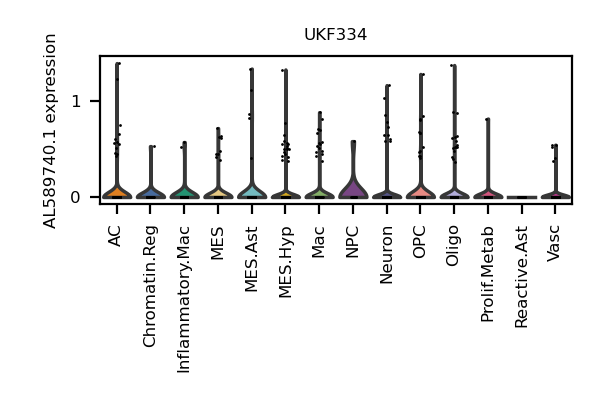 UKF334
AL589740.1 expression
1
0
AC
Chromatin.Reg
Inflammatory.Mac
MES
MES.Ast
MES.Hyp
Mac
NPC
Neuron
OPC
Oligo
Prolif.Metab
Reactive.Ast
Vasc